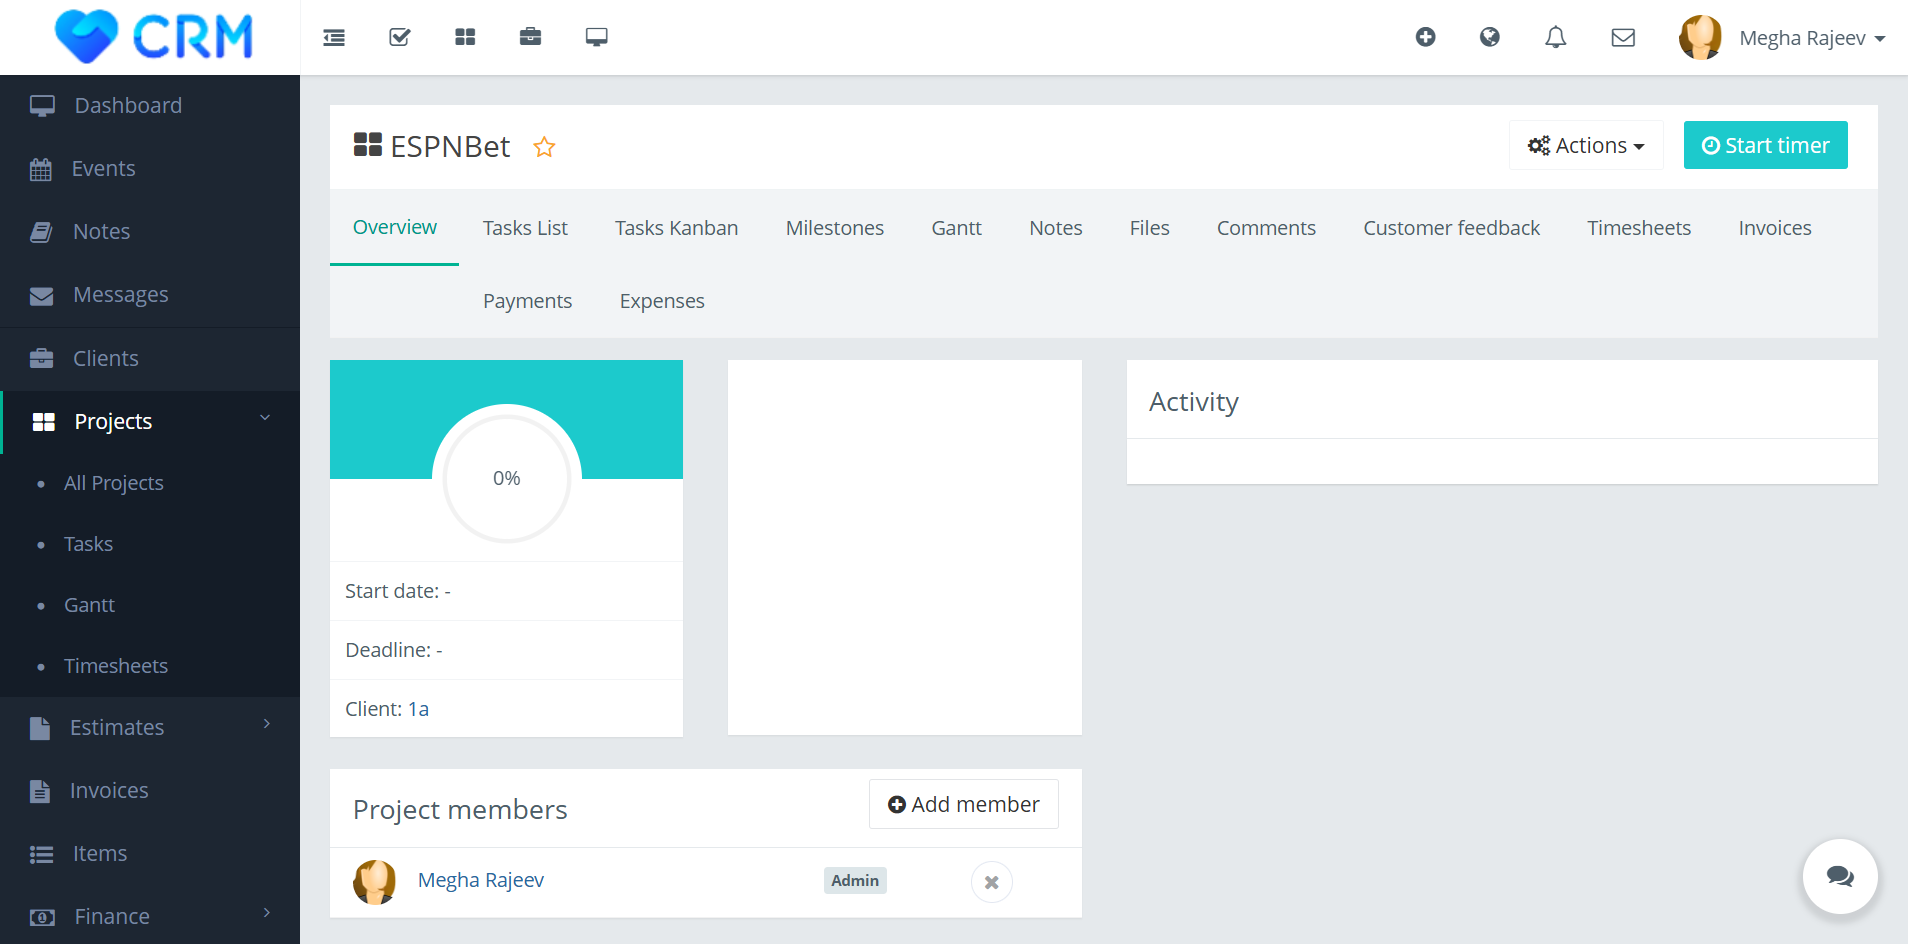 CRM
Megha Rajeev
Dashboard
Events
Notes
Messages
Clients
Projects
All Projects
Tasks
Gantt
Timesheets
Estimates
Invoices
Items
Finance
ESPNBet
Actions
Start timer
Overview Tasks List Tasks Kanban Milestones Gantt Notes Files Comments Customer feedback Timesheets Invoices
Payments Expenses
0%
Start date: -
Deadline: -
Client: 1a
Activity
Project members
Add member
Megha Rajeev Admin